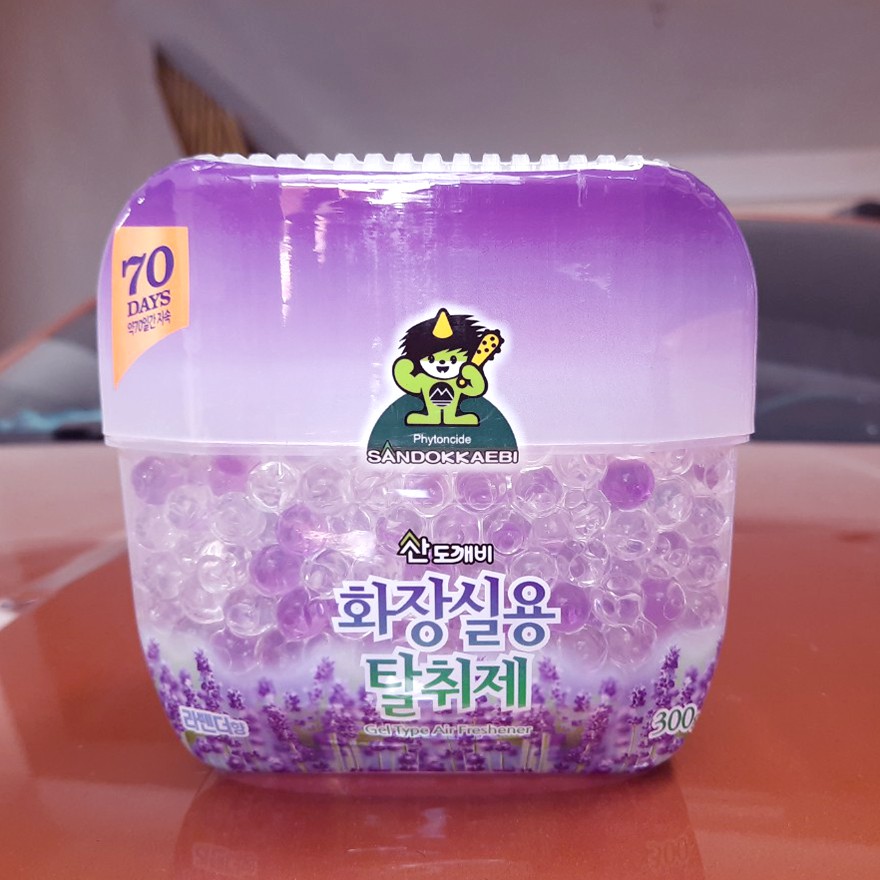 70
DAYS
약70일간 지속
Phytoncide
SANDOKKAEBI
산도깨비
화장실용
탈취제
Gel Type Air Freshener
라벤더향
300